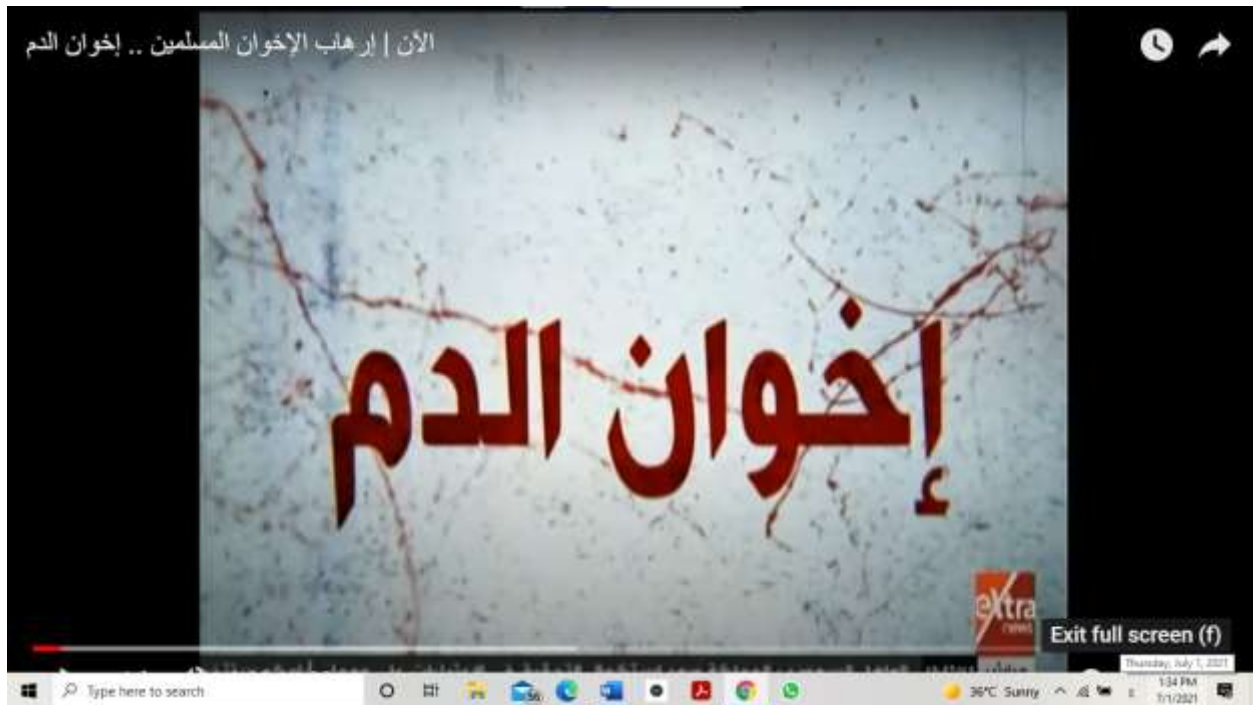 الآن | إرهاب الإخوان المسلمين .. إخوان الدم
إخوان الدم
eXtra
news
Exit full screen (f)
Thursday, July 1, 2021
Type here to search
56
36°C Sunny
1:34 PM
7/1/2021